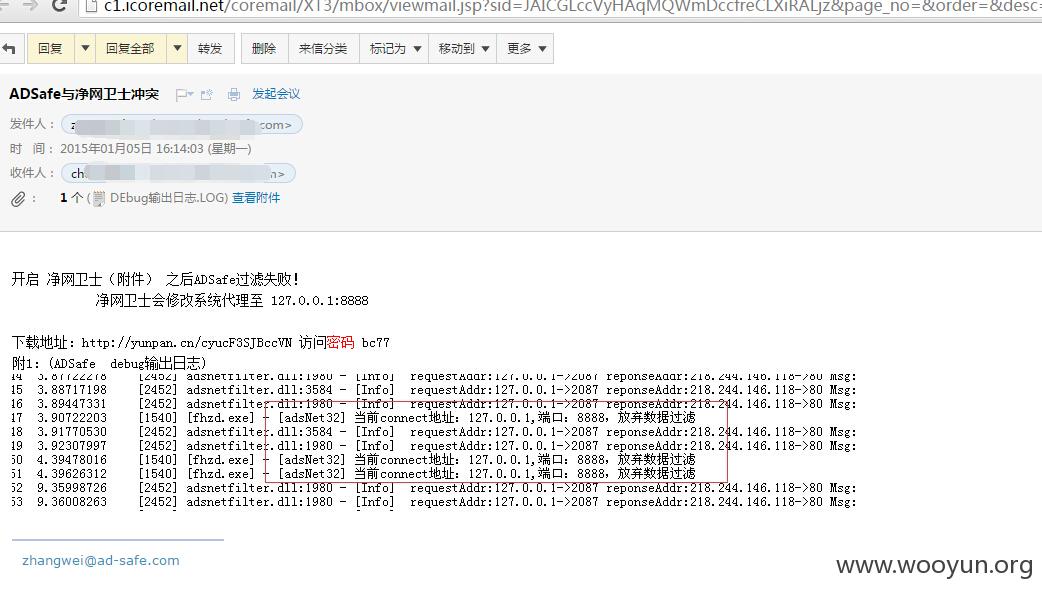 c1.icoremail.net/coremail/XT3/mbox/viewmail.jsp?sid=JAICGLccVyHAqMQWmDccfreCLXiRALjz&page_no=&order=&desc=
回复 回复全部 转发 删除 来信分类 标记为 移动到 更多
ADSafe与净网卫士冲突 发起会议
发件人： z com>
时 间： 2015年01月05日 16:14:03 (星期一)
收件人： ch >
： 1 个 ( DEbug输出日志.LOG) 查看附件
开启 净网卫士（附件） 之后ADSafe过滤失败！
净网卫士会修改系统代理至 127.0.0.1:8888
下载地址：http://yunpan.cn/cyucF3SJBccVN 访问密码 bc77
附1：(ADSafe debug输出日志)
14 3.87722278 [2452] adsnetfilter.dll:1980 - [Info] requestAddr:127.0.0.1->2087 reponseAddr:218.244.146.118->80 Msg:
15 3.88717198 [2452] adsnetfilter.dll:3584 - [Info] requestAddr:127.0.0.1->2087 reponseAddr:218.244.146.118->80 Msg:
16 3.89447331 [2452] adsnetfilter.dll:1980 - [Info] requestAddr:127.0.0.1->2087 reponseAddr:218.244.146.118->80 Msg:
17 3.90722203 [1540] [fhzd.exe] - [adsNet32] 当前connect地址：127.0.0.1,端口：8888，放弃数据过滤
18 3.91770530 [2452] adsnetfilter.dll:3584 - [Info] requestAddr:127.0.0.1->2087 reponseAddr:218.244.146.118->80 Msg:
19 3.92307997 [2452] adsnetfilter.dll:1980 - [Info] requestAddr:127.0.0.1->2087 reponseAddr:218.244.146.118->80 Msg:
50 4.39478016 [1540] [fhzd.exe] - [adsNet32] 当前connect地址：127.0.0.1,端口：8888，放弃数据过滤
51 4.39626312 [1540] [fhzd.exe] - [adsNet32] 当前connect地址：127.0.0.1,端口：8888，放弃数据过滤
52 9.35998726 [2452] adsnetfilter.dll:1980 - [Info] requestAddr:127.0.0.1->2087 reponseAddr:218.244.146.118->80 Msg:
53 9.36008263 [2452] adsnetfilter.dll:1980 - [Info] requestAddr:127.0.0.1->2087 reponseAddr:218.244.146.118->80 Msg:
zhangwei@ad-safe.com
www.wooyun.org